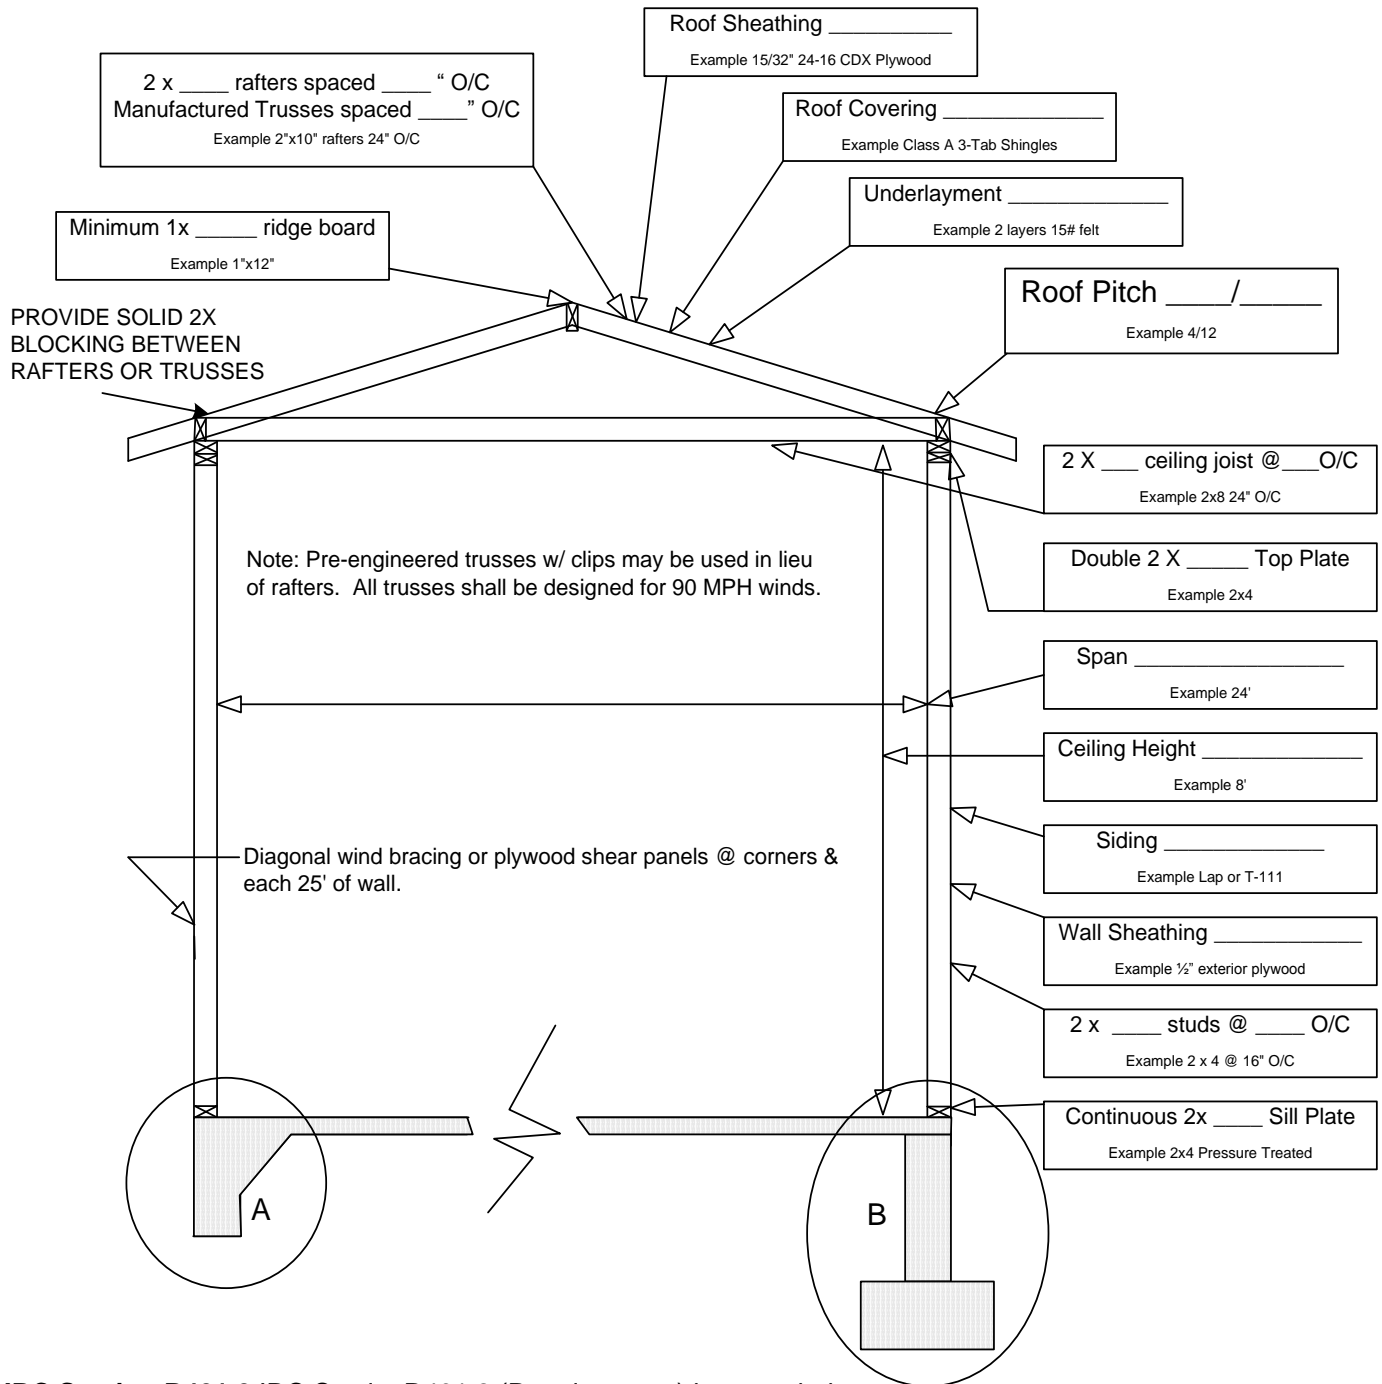 Roof Sheathing __________
Example 15/32" 24-16 CDX Plywood
2 x ____ rafters spaced ____ “ O/C
Manufactured Trusses spaced ____” O/C
Example 2"x10" rafters 24" O/C
Roof Covering _____________
Example Class A 3-Tab Shingles
Underlayment _____________
Example 2 layers 15# felt
Minimum 1x _____ ridge board
Example 1"x12"
Roof Pitch ____/_____
Example 4/12
PROVIDE SOLID 2X
BLOCKING BETWEEN
RAFTERS OR TRUSSES
2 X ___ ceiling joist @___O/C
Example 2x8 24" O/C
Note: Pre-engineered trusses w/ clips may be used in lieu
of rafters.  All trusses shall be designed for 90 MPH winds.
Double 2 X _____ Top Plate
Example 2x4
Span _________________
Example 24'
Ceiling Height _____________
Example 8'
Siding _____________
Example Lap or T-111
Diagonal wind bracing or plywood shear panels @ corners &
each 25' of wall.
Wall Sheathing ____________
Example ½” exterior plywood
2 x  ____ studs @ ____ O/C
Example 2 x 4 @ 16" O/C
Continuous 2x ____ Sill Plate
Example 2x4 Pressure Treated
A
B